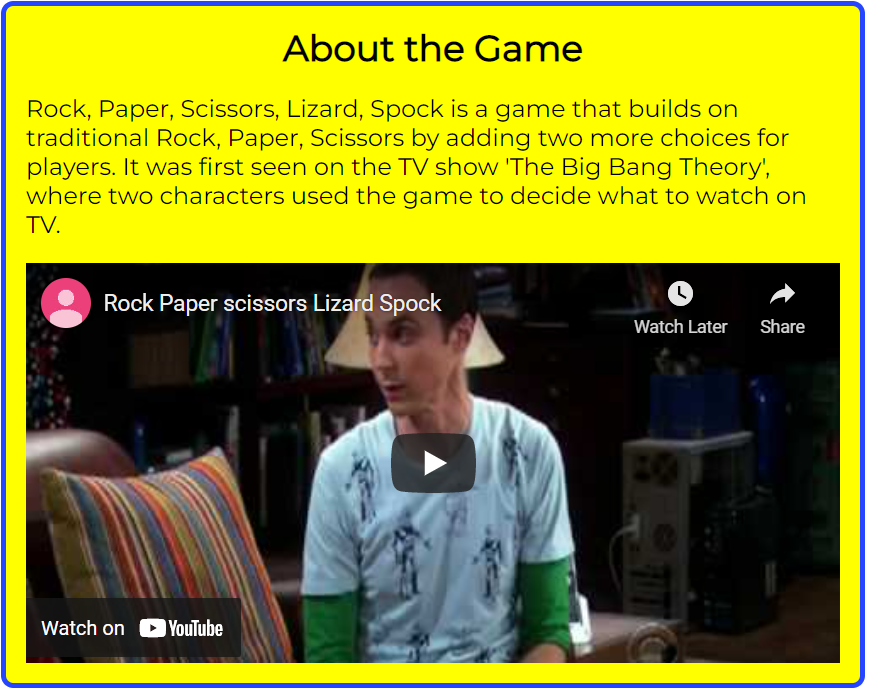 About the Game
Rock, Paper, Scissors, Lizard, Spock is a game that builds on
traditional Rock, Paper, Scissors by adding two more choices for
players. It was first seen on the TV show 'The Big Bang Theory',
where two characters used the game to decide what to watch on
TV.
Rock Paper scissors Lizard Spock
Watch Later
Share
Watch on YouTube